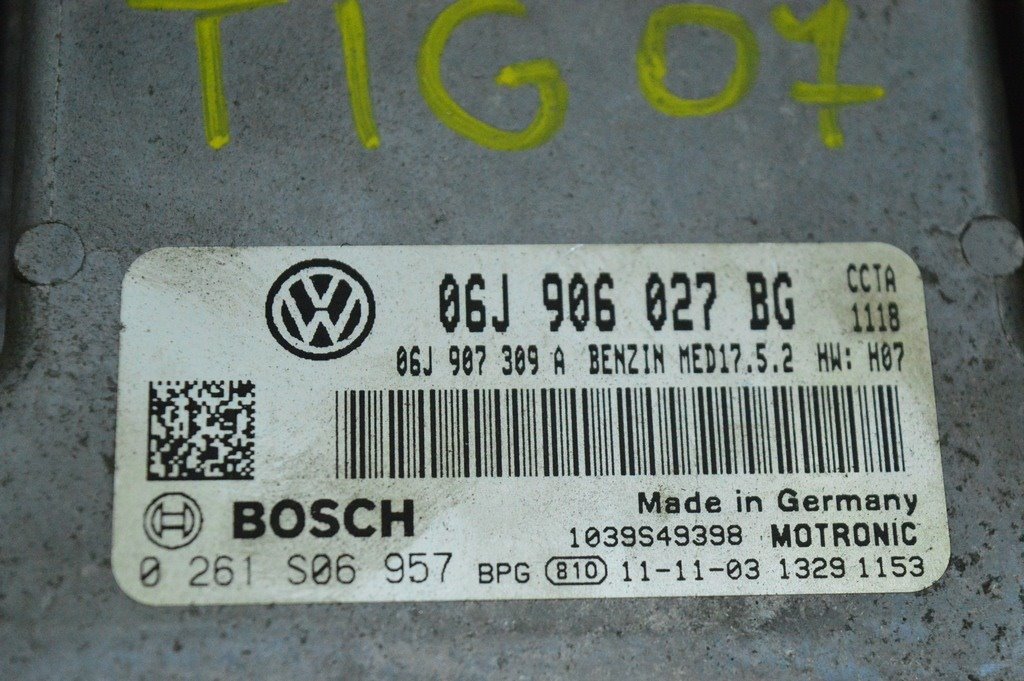 TIG 07
06J 906 027 BG CCTA
1118
06J 907 309 A BENZIN MED17.5.2 HW: H07
Made in Germany
BOSCH
1039S49398 MOTRONIC
0 261 S06 957 BPG 810 11-11-03 1329 1153